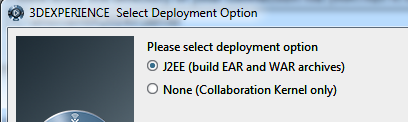 3DEXPERIENCE Select Deployment Option
Please select deployment option
J2EE (build EAR and WAR archives)
None (Collaboration Kernel only)